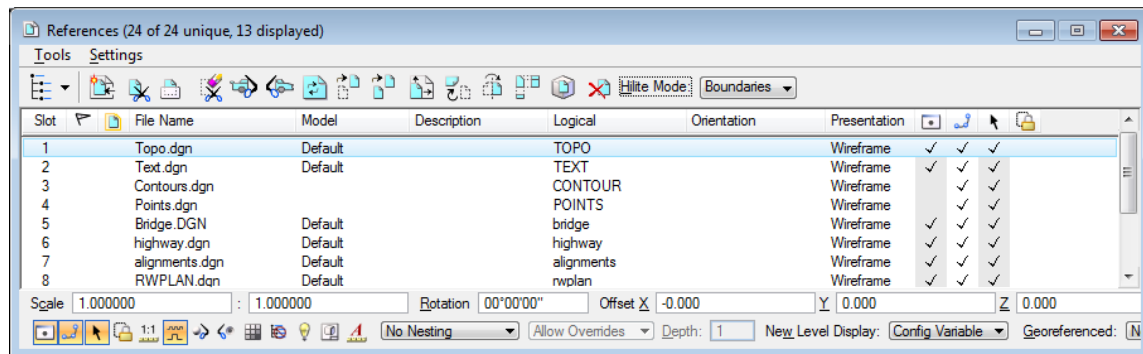 References (24 of 24 unique, 13 displayed)
Tools Settings
Hilite Mode: Boundaries
Slot File Name Model Description Logical Orientation Presentation
1 Topo.dgn Default TOPO Wireframe
2 Text.dgn Default TEXT Wireframe
3 Contours.dgn CONTOUR Wireframe
4 Points.dgn POINTS Wireframe
5 Bridge.DGN Default bridge Wireframe
6 highway.dgn Default highway Wireframe
7 alignments.dgn Default alignments Wireframe
8 RWPLAN.dgn Default rwplan Wireframe
Scale 1.000000 : 1.000000 Rotation 00°00'00" Offset X -0.000 Y 0.000 Z 0.000
1:1 No Nesting Allow Overrides Depth: 1 New Level Display: Config Variable Georeferenced: N